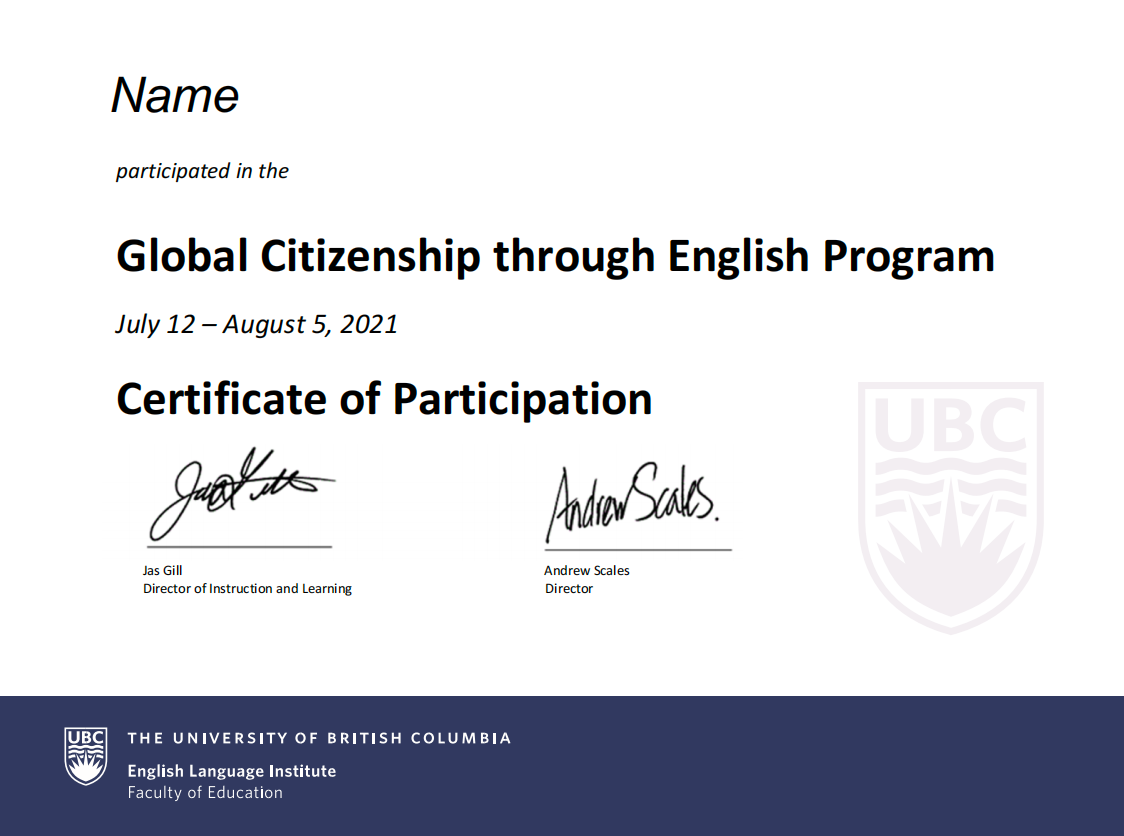 Name
participated in the
Global Citizenship through English Program
July 12 – August 5, 2021
Certificate of Participation
UBC
Andrew Scales.
Jas Gill
Director of Instruction and Learning
Andrew Scales
Director
UBC
THE UNIVERSITY OF BRITISH COLUMBIA
English Language Institute
Faculty of Education